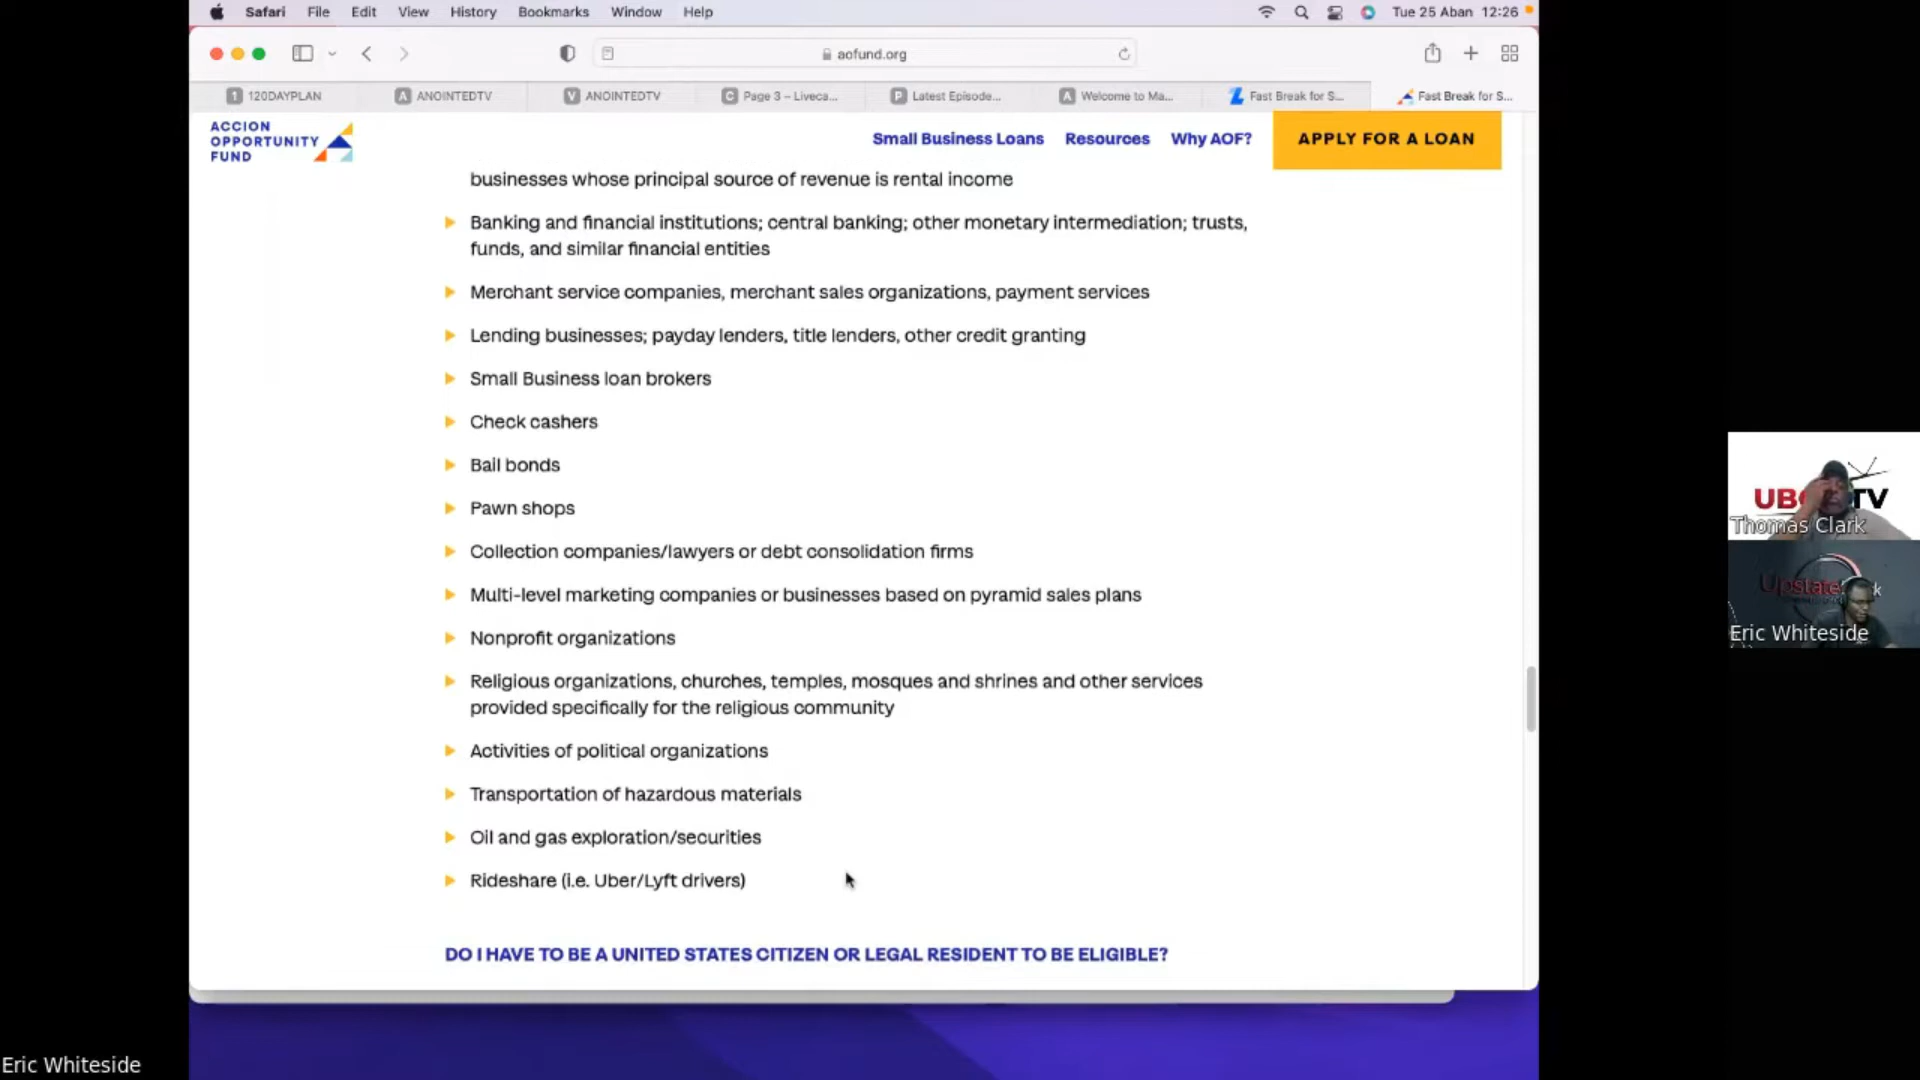 Safari File Edit View History Bookmarks Window Help Tue 25 Aban 12:26
aofund.org
1 120DAYPLAN A ANOINTEDTV V ANOINTEDTV C Page 3 – Liveca... P Latest Episode... A Welcome to Ma... Fast Break for S... Fast Break for S...
ACCION
OPPORTUNITY
FUND
Small Business Loans Resources Why AOF? APPLY FOR A LOAN
businesses whose principal source of revenue is rental income
Banking and financial institutions; central banking; other monetary intermediation; trusts,
funds, and similar financial entities
Merchant service companies, merchant sales organizations, payment services
Lending businesses; payday lenders, title lenders, other credit granting
Small Business loan brokers
Check cashers
Bail bonds
Pawn shops
Collection companies/lawyers or debt consolidation firms
Multi-level marketing companies or businesses based on pyramid sales plans
Nonprofit organizations
Religious organizations, churches, temples, mosques and shrines and other services
provided specifically for the religious community
Activities of political organizations
Transportation of hazardous materials
Oil and gas exploration/securities
Rideshare (i.e. Uber/Lyft drivers)
DO I HAVE TO BE A UNITED STATES CITIZEN OR LEGAL RESIDENT TO BE ELIGIBLE?
TV
Thomas Clark
Eric Whiteside
Eric Whiteside